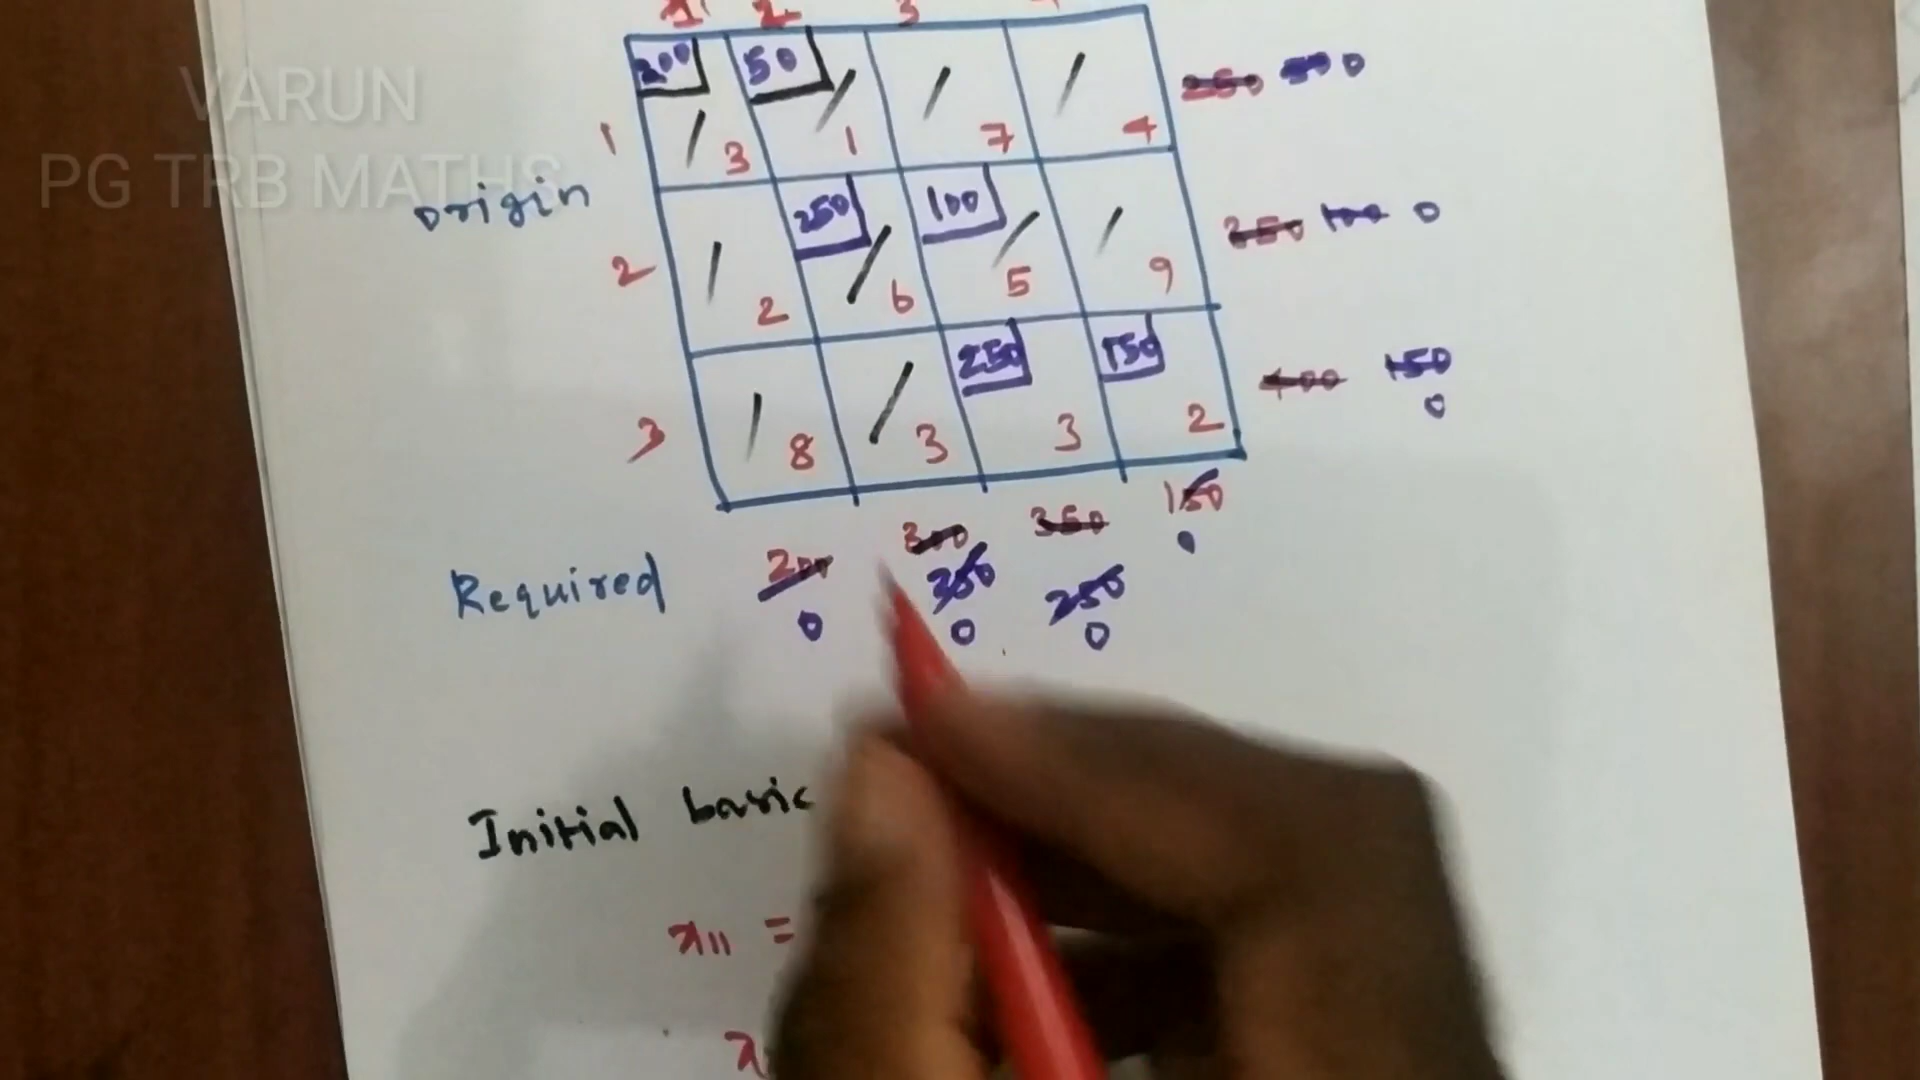 VARUN
PG TRB MATHS
1 2 3
200 50 250 50 0
1 3 1 7 4
origin
250 100 350 100 0
2 2 6 5 9
250 150 400 150
0
3 8 3 3 2
Required 200 300 350 150
0 250 250 0
0 0
Initial basic
x11 =
x